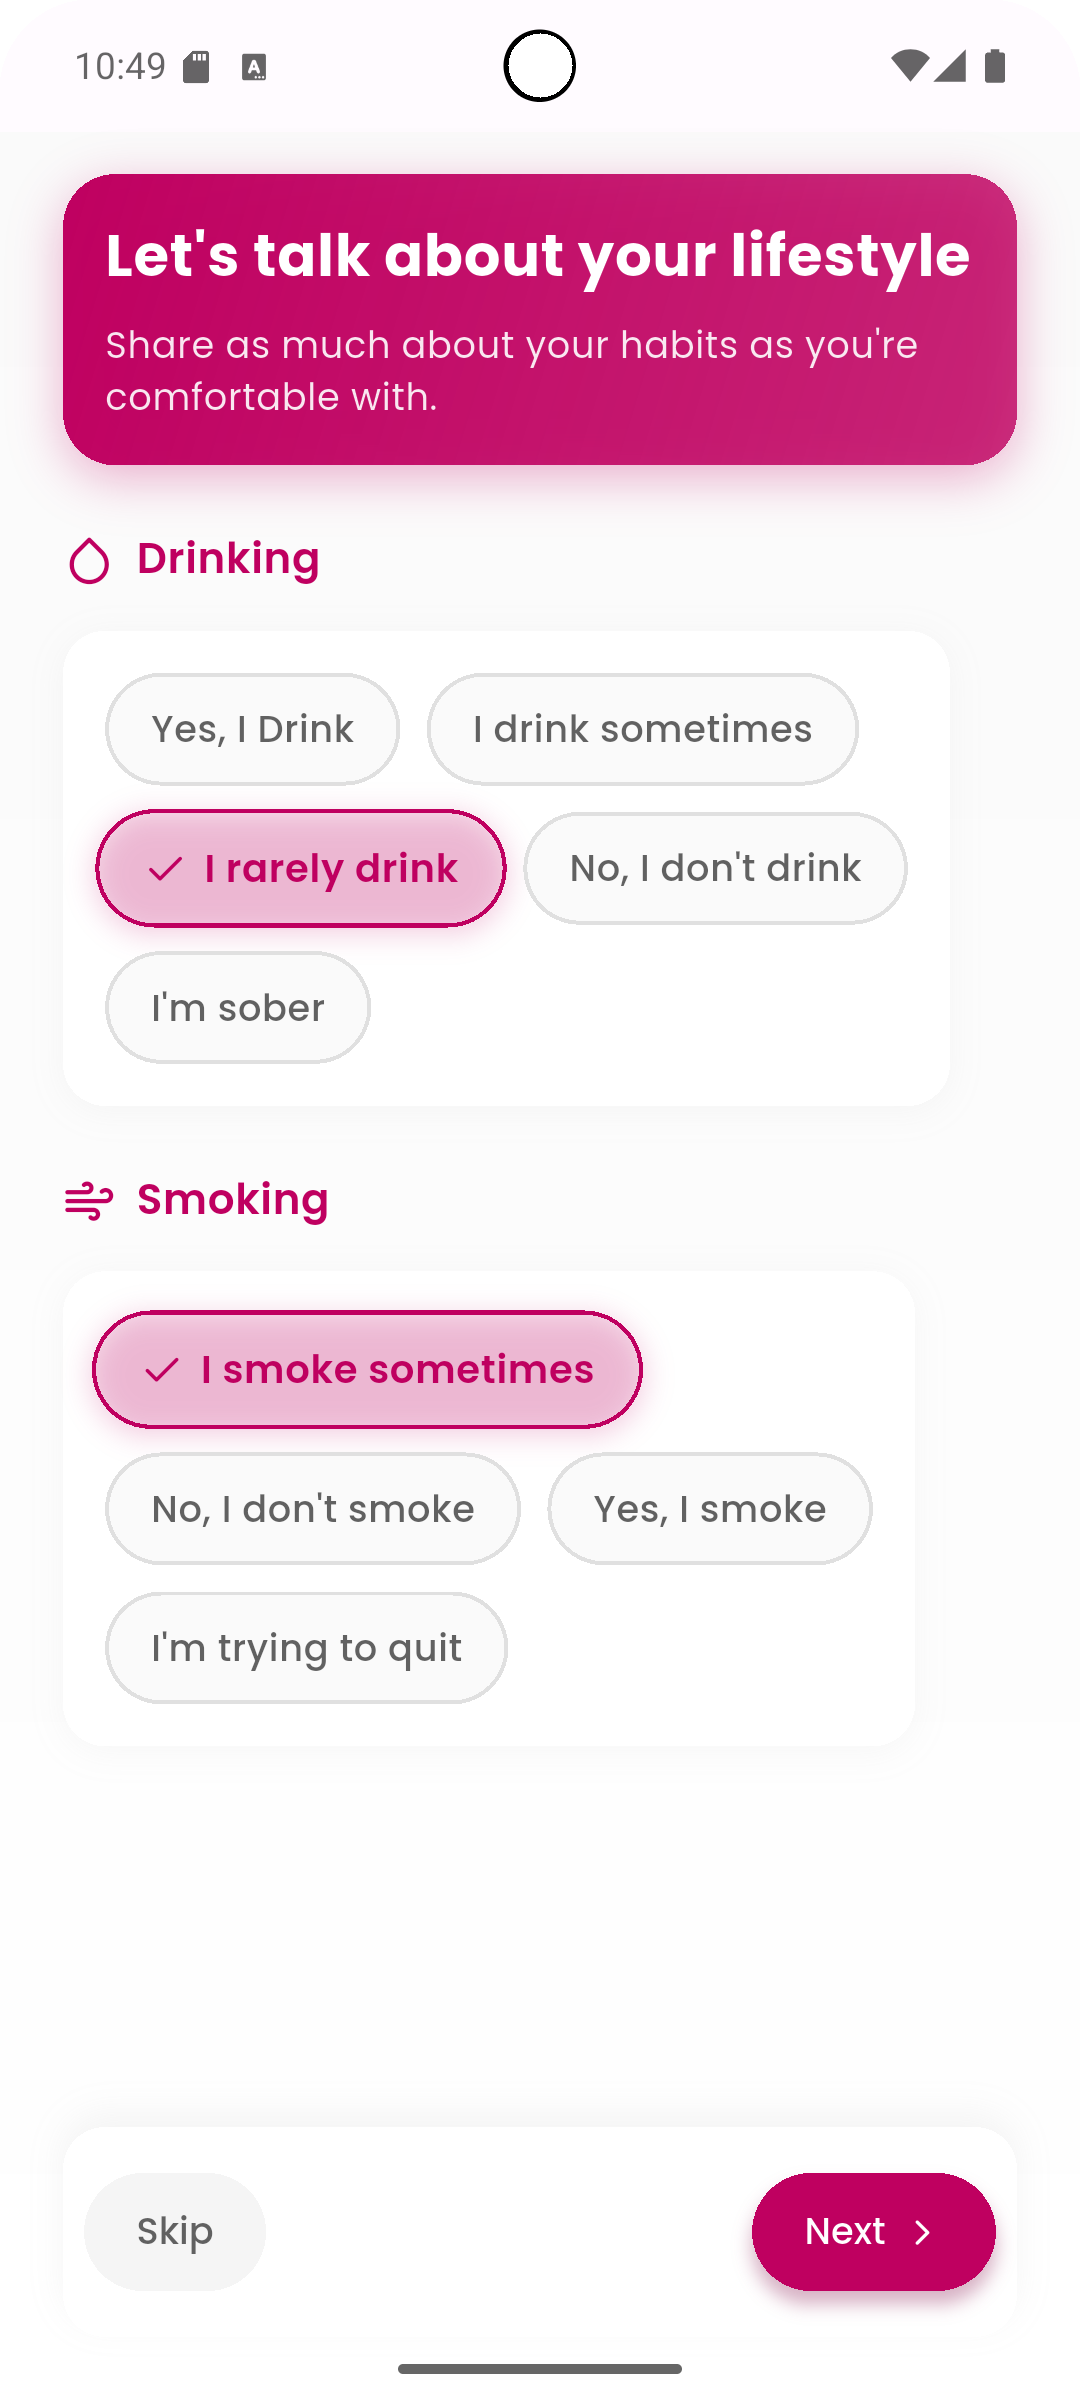 10:49
Let's talk about your lifestyle
Share as much about your habits as you're
comfortable with.
Drinking
Yes, I Drink
I drink sometimes
I rarely drink
No, I don't drink
I'm sober
Smoking
I smoke sometimes
No, I don't smoke
Yes, I smoke
I'm trying to quit
Skip
Next